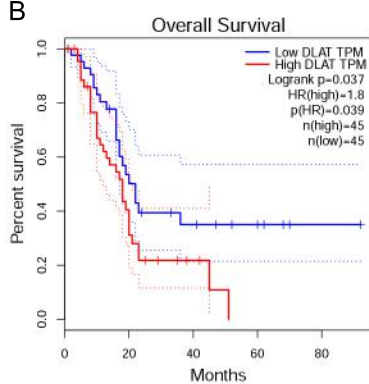 B
Overall Survival
Low DLAT TPM
High DLAT TPM
Logrank p=0.037
HR(high)=1.8
p(HR)=0.039
n(high)=45
n(low)=45
Percent survival
1.0
0.8
0.6
0.4
0.2
0.0
0 20 40 60 80
Months